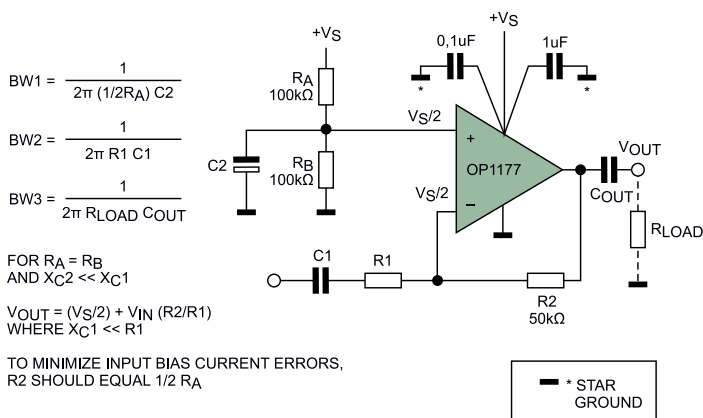 BW1 = 1
2π (1/2RA) C2
BW2 = 1
2π R1 C1
BW3 = 1
2π RLOAD COUT
FOR RA = RB
AND XC2 << XC1
VOUT = (VS/2) + VIN (R2/R1)
WHERE XC1 << R1
TO MINIMIZE INPUT BIAS CURRENT ERRORS,
R2 SHOULD EQUAL 1/2 RA
+VS
+VS
0,1uF
1uF
*
*
RA
100kΩ
VS/2
+
C2
RB
100kΩ
VS/2
–
OP1177
VOUT
COUT
RLOAD
C1
R1
R2
50kΩ
* STAR
GROUND